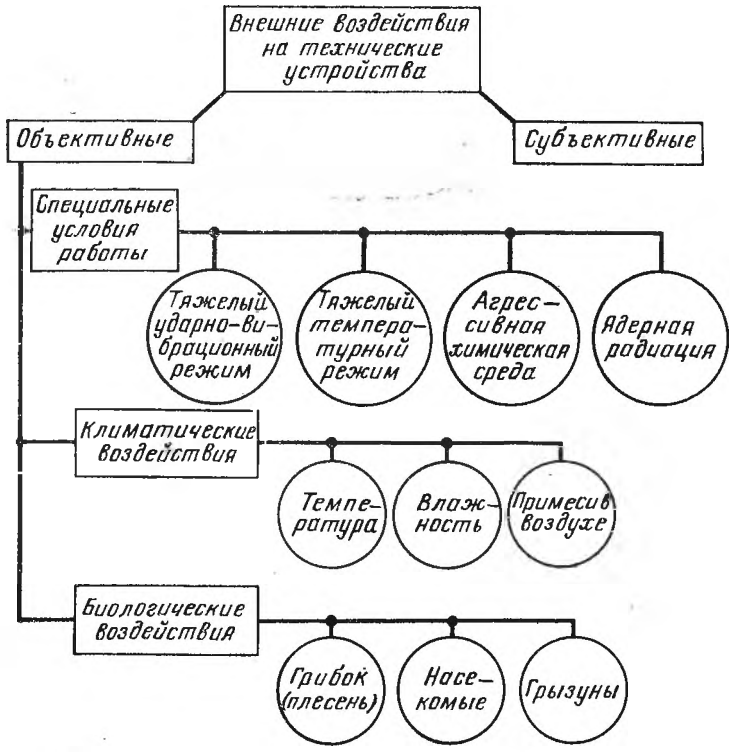 Внешние воздействия
на технические
устройства
Объективные
Субъективные
Специальные
условия
работы
Тяжелый
ударно-ви-
брационный
режим
Тяжелый
темпера-
турный
режим
Агрес-
сивная
химическая
среда
Ядерная
радиация
Климатические
воздействия
Темпе-
ратура
Влаж-
ность
Примеси в
воздухе
Биологические
воздействия
Грибок
(плесень)
Насе-
комые
Грызуны